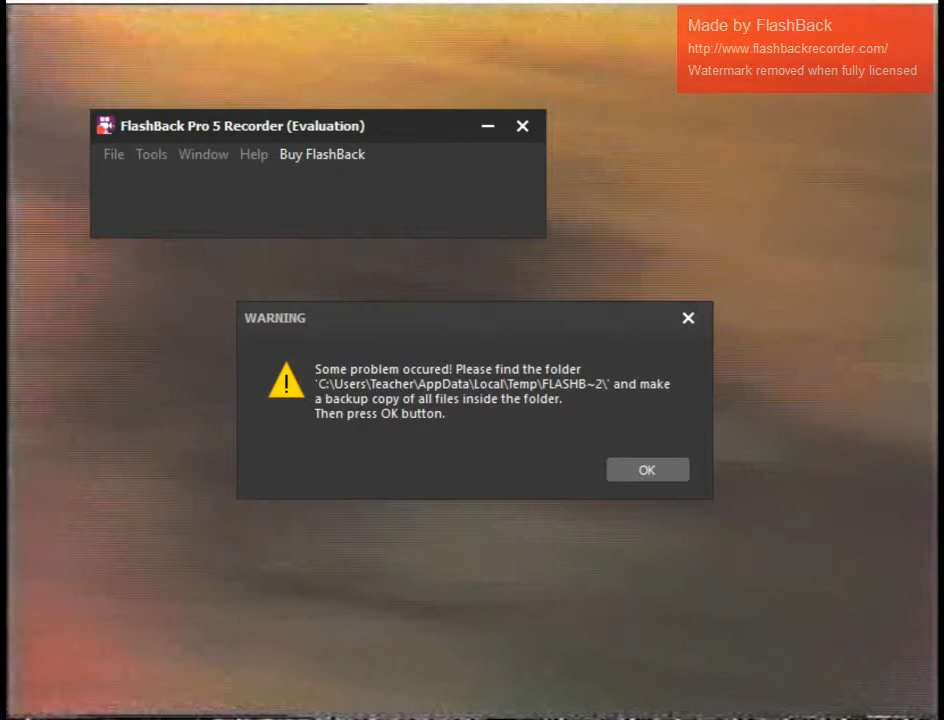 Made by FlashBack
http://www.flashbackrecorder.com/
Watermark removed when fully licensed
FlashBack Pro 5 Recorder (Evaluation)
File Tools Window Help Buy FlashBack
WARNING
Some problem occured! Please find the folder
`C:\Users\Teacher\AppData\Local\Temp\FLASHB~2\' and make
a backup copy of all files inside the folder.
Then press OK button.
OK